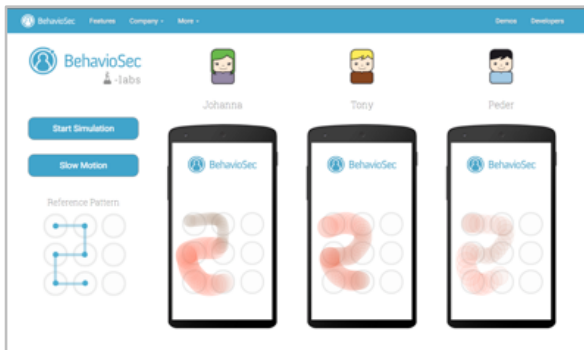 BehavioSec Features Company More Demos Developers
BehavioSec
-labs
Johanna Tony Peder
Start Simulation
Slow Motion
Reference Pattern
BehavioSec BehavioSec BehavioSec